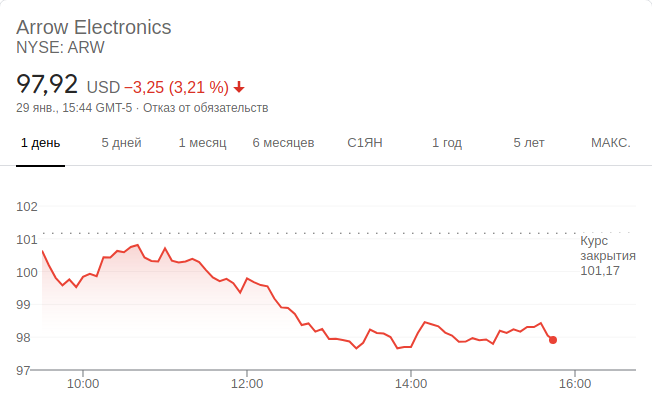 Arrow Electronics
NYSE: ARW
97,92 USD −3,25 (3,21 %)
29 янв., 15:44 GMT-5 · Отказ от обязательств
1 день 5 дней 1 месяц 6 месяцев С1ЯН 1 год 5 лет МАКС.
102
101
Курс
закрытия
101,17
100
99
98
97
10:00 12:00 14:00 16:00